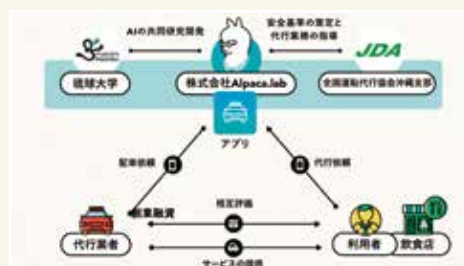 AIの共同研究開発
安全基準の策定と
代行業務の指導
JDA
琉球大学
株式会社Alpaca.lab
全国運転代行協会沖縄支部
アプリ
配車依頼
代行依頼
創業融資
相互評価
代行業者
利用者
飲食店
サービスの提供